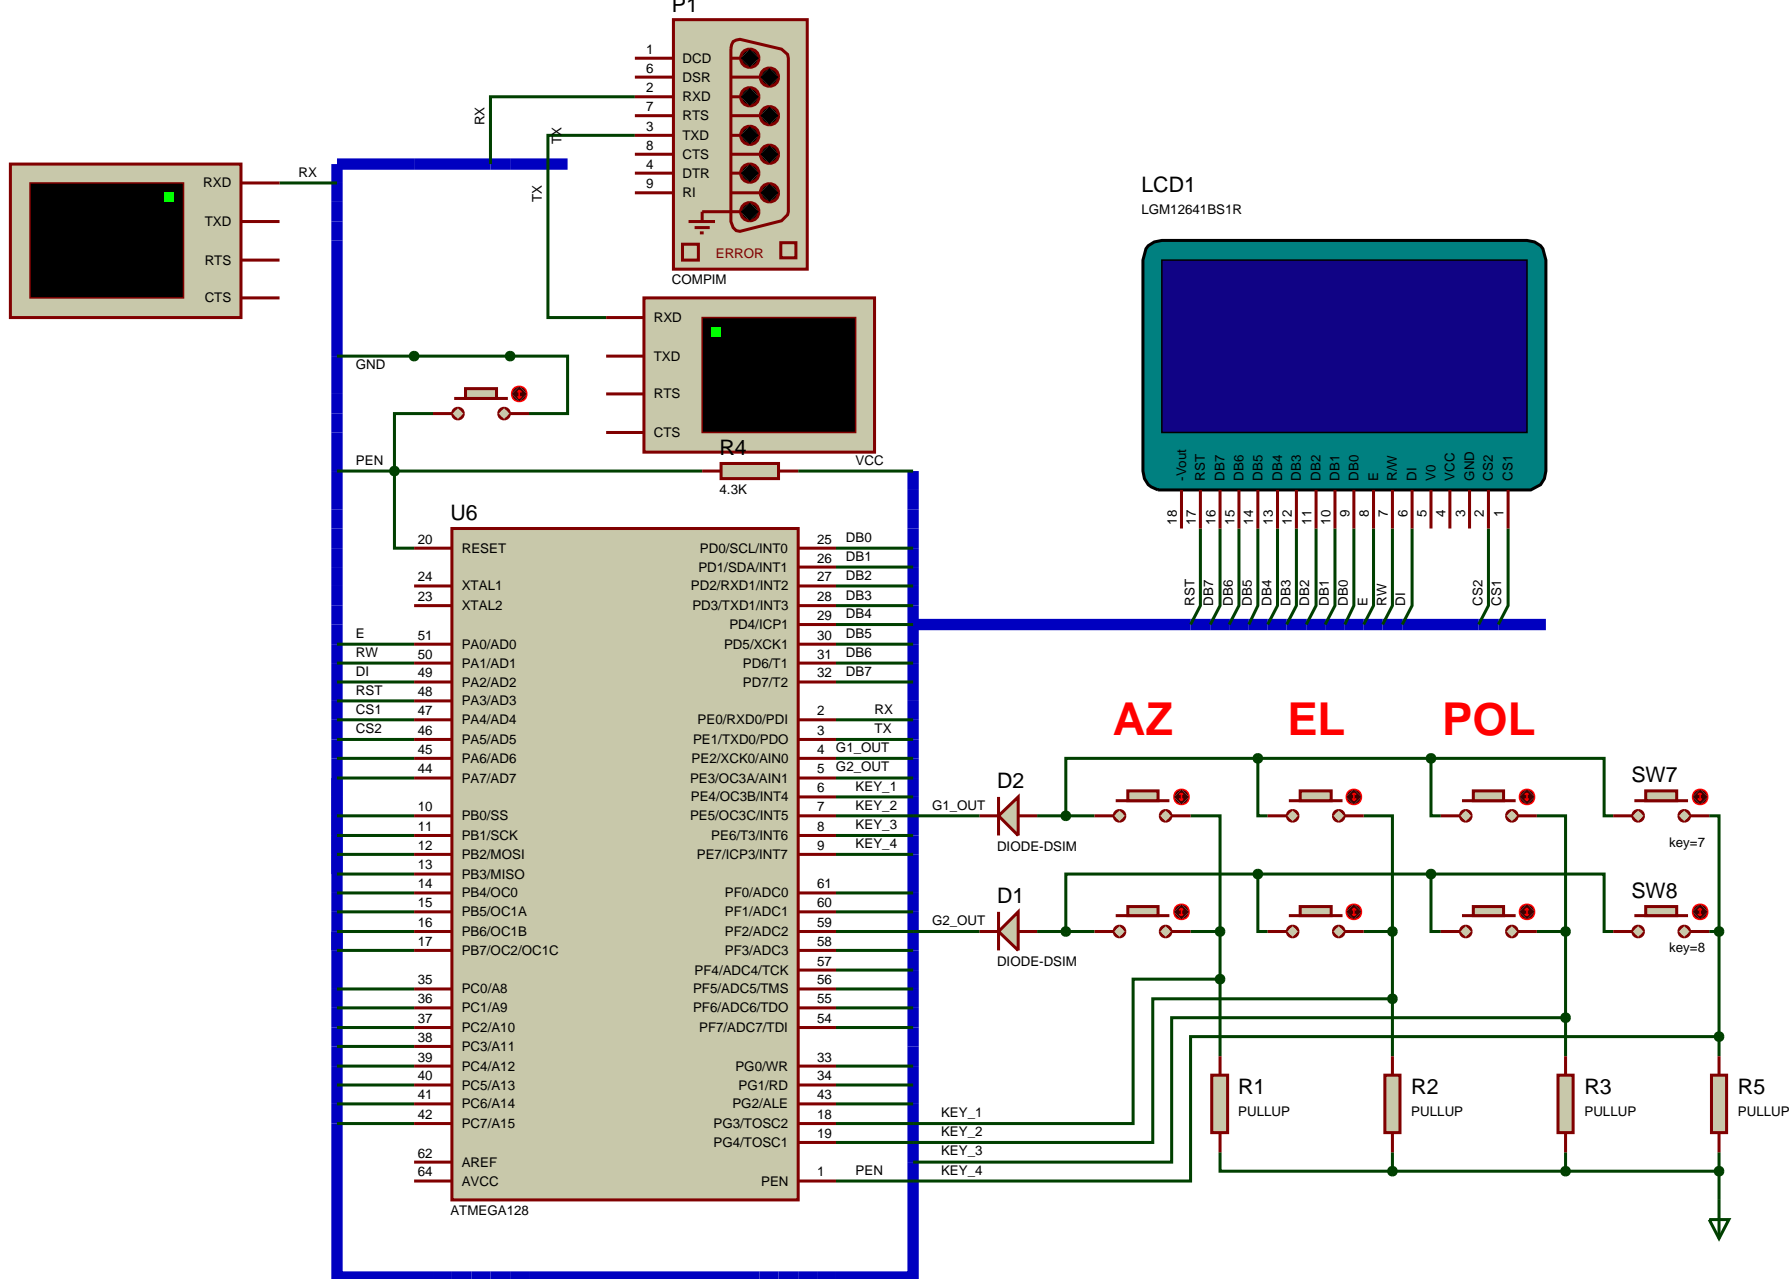 P1
1 DCD
6 DSR
2 RXD
7 RTS
3 TXD
8 CTS
4 DTR
9 RI
ERROR
COMPIM
RX
TX
TX
RX
RXD
TXD
RTS
CTS
RXD
TXD
RTS
CTS
GND
PEN
R4
4.3K
VCC
LCD1
LGM12641BS1R
-Vout
RST
DB7
DB6
DB5
DB4
DB3
DB2
DB1
DB0
E
R/W
DI
V0
VCC
GND
CS2
CS1
18
17
16
15
14
13
12
11
10
9
8
7
6
5
4
3
2
1
RST
DB7
DB6
DB5
DB4
DB3
DB2
DB1
DB0
E
RW
DI
CS2
CS1
U6
20 RESET
24 XTAL1
23 XTAL2
E 51 PA0/AD0
RW 50 PA1/AD1
DI 49 PA2/AD2
RST 48 PA3/AD3
CS1 47 PA4/AD4
CS2 46 PA5/AD5
45 PA6/AD6
44 PA7/AD7
10 PB0/SS
11 PB1/SCK
12 PB2/MOSI
13 PB3/MISO
14 PB4/OC0
15 PB5/OC1A
16 PB6/OC1B
17 PB7/OC2/OC1C
35 PC0/A8
36 PC1/A9
37 PC2/A10
38 PC3/A11
39 PC4/A12
40 PC5/A13
41 PC6/A14
42 PC7/A15
62 AREF
64 AVCC
PD0/SCL/INT0 25 DB0
PD1/SDA/INT1 26 DB1
PD2/RXD1/INT2 27 DB2
PD3/TXD1/INT3 28 DB3
PD4/ICP1 29 DB4
PD5/XCK1 30 DB5
PD6/T1 31 DB6
PD7/T2 32 DB7
PE0/RXD0/PDI 2 RX
PE1/TXD0/PDO 3 TX
PE2/XCK0/AIN0 4 G1_OUT
PE3/OC3A/AIN1 5 G2_OUT
PE4/OC3B/INT4 6 KEY_1
PE5/OC3C/INT5 7 KEY_2
PE6/T3/INT6 8 KEY_3
PE7/ICP3/INT7 9 KEY_4
PF0/ADC0 61
PF1/ADC1 60
PF2/ADC2 59
PF3/ADC3 58
PF4/ADC4/TCK 57
PF5/ADC5/TMS 56
PF6/ADC6/TDO 55
PF7/ADC7/TDI 54
PG0/WR 33
PG1/RD 34
PG2/ALE 43
PG3/TOSC2 18
PG4/TOSC1 19
PEN 1 PEN
ATMEGA128
AZ EL POL
G1_OUT
D2
DIODE-DSIM
SW7
key=7
G2_OUT
D1
DIODE-DSIM
SW8
key=8
KEY_1
KEY_2
KEY_3
KEY_4
R1
PULLUP
R2
PULLUP
R3
PULLUP
R5
PULLUP